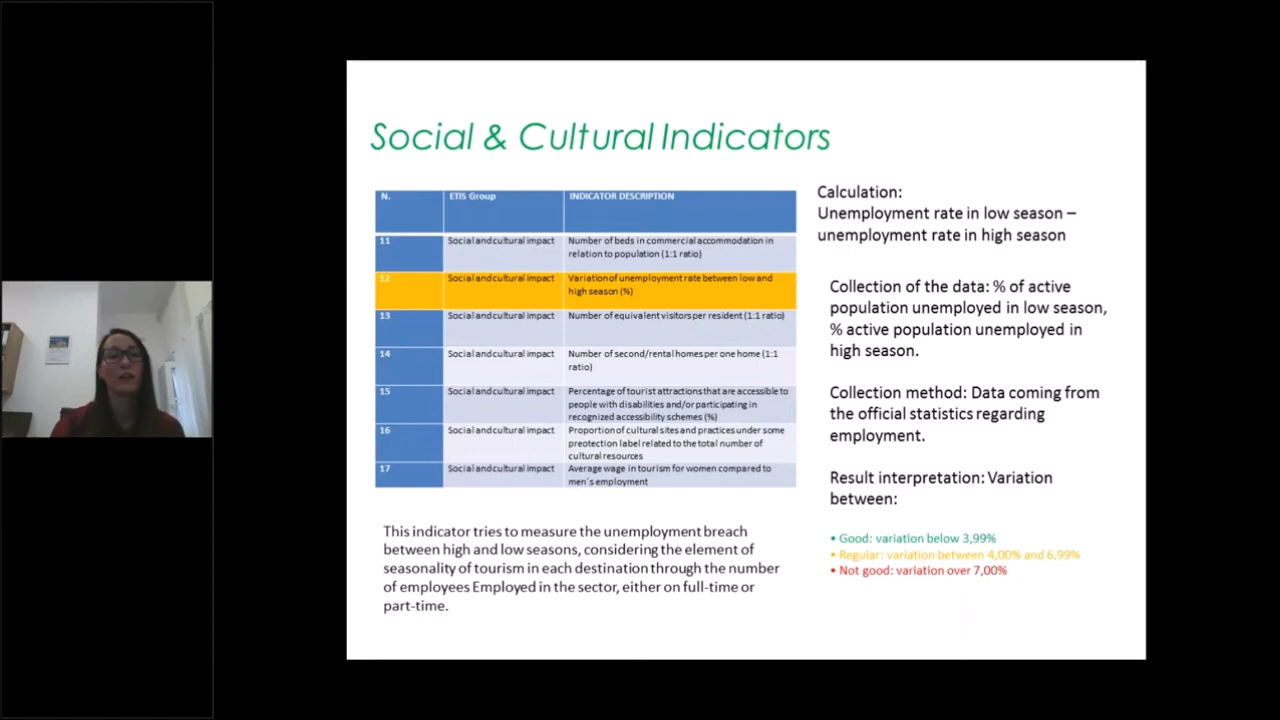 Social & Cultural Indicators
N. ETIS Group INDICATOR DESCRIPTION
11 Social and cultural impact Number of beds in commercial accommodation in
relation to population (1:1 ratio)
12 Social and cultural impact Variation of unemployment rate between low and
high season (%)
13 Social and cultural impact Number of equivalent visitors per resident (1:1 ratio)
14 Social and cultural impact Number of second/rental homes per one home (1:1
ratio)
15 Social and cultural impact Percentage of tourist attractions that are accessible to
people with disabilities and/or participating in
recognized accessibility schemes (%)
16 Social and cultural impact Proportion of cultural sites and practices under some
preotection label related to the total number of
cultural resources
17 Social and cultural impact Average wage in tourism for women compared to
men´s employment
This indicator tries to measure the unemployment breach
between high and low seasons, considering the element of
seasonality of tourism in each destination through the number
of employees Employed in the sector, either on full-time or
part-time.
Calculation:
Unemployment rate in low season –
unemployment rate in high season
Collection of the data: % of active
population unemployed in low season,
% active population unemployed in
high season.
Collection method: Data coming from
the official statistics regarding
employment.
Result interpretation: Variation
between:
• Good: variation below 3,99%
• Regular: variation between 4,00% and 6,99%
• Not good: variation over 7,00%